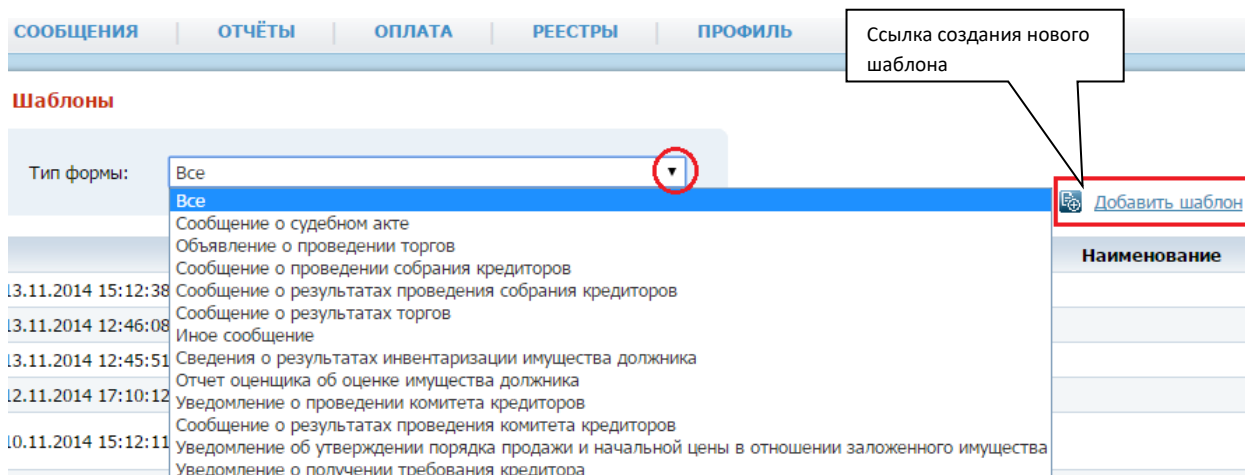 СООБЩЕНИЯ ОТЧЁТЫ ОПЛАТА РЕЕСТРЫ ПРОФИЛЬ
Ссылка создания нового
шаблона
Шаблоны
Тип формы: Все
Все
Добавить шаблон
Сообщение о судебном акте
Объявление о проведении торгов
Наименование
Сообщение о проведении собрания кредиторов
13.11.2014 15:12:38 Сообщение о результатах проведения собрания кредиторов
Сообщение о результатах торгов
13.11.2014 12:46:08
Иное сообщение
13.11.2014 12:45:51 Сведения о результатах инвентаризации имущества должника
Отчет оценщика об оценке имущества должника
12.11.2014 17:10:12
Уведомление о проведении комитета кредиторов
Сообщение о результатах проведения комитета кредиторов
10.11.2014 15:12:11
Уведомление об утверждении порядка продажи и начальной цены в отношении заложенного имущества
Уведомление о получении требования кредитора